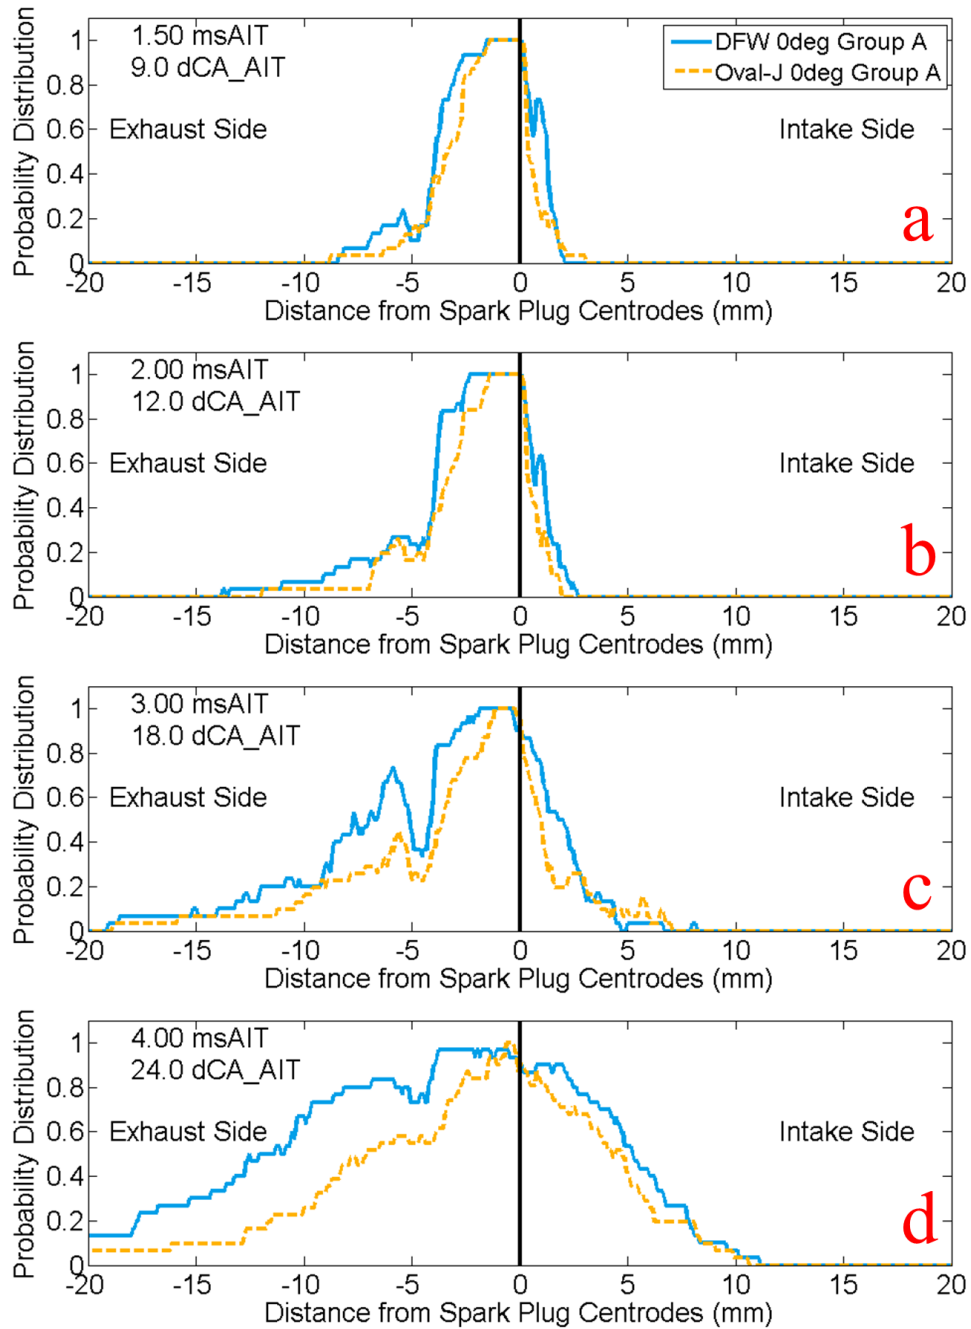 1.50 msAIT
9.0 dCA_AIT
DFW 0deg Group A
Oval-J 0deg Group A
Exhaust Side
Intake Side
Probability Distribution
1
0.8
0.6
0.4
0.2
0
a
-20 -15 -10 -5 0 5 10 15 20
Distance from Spark Plug Centrodes (mm)
2.00 msAIT
12.0 dCA_AIT
Exhaust Side
Intake Side
Probability Distribution
1
0.8
0.6
0.4
0.2
0
b
-20 -15 -10 -5 0 5 10 15 20
Distance from Spark Plug Centrodes (mm)
3.00 msAIT
18.0 dCA_AIT
Exhaust Side
Intake Side
Probability Distribution
1
0.8
0.6
0.4
0.2
0
c
-20 -15 -10 -5 0 5 10 15 20
Distance from Spark Plug Centrodes (mm)
4.00 msAIT
24.0 dCA_AIT
Exhaust Side
Intake Side
Probability Distribution
1
0.8
0.6
0.4
0.2
0
d
-20 -15 -10 -5 0 5 10 15 20
Distance from Spark Plug Centrodes (mm)